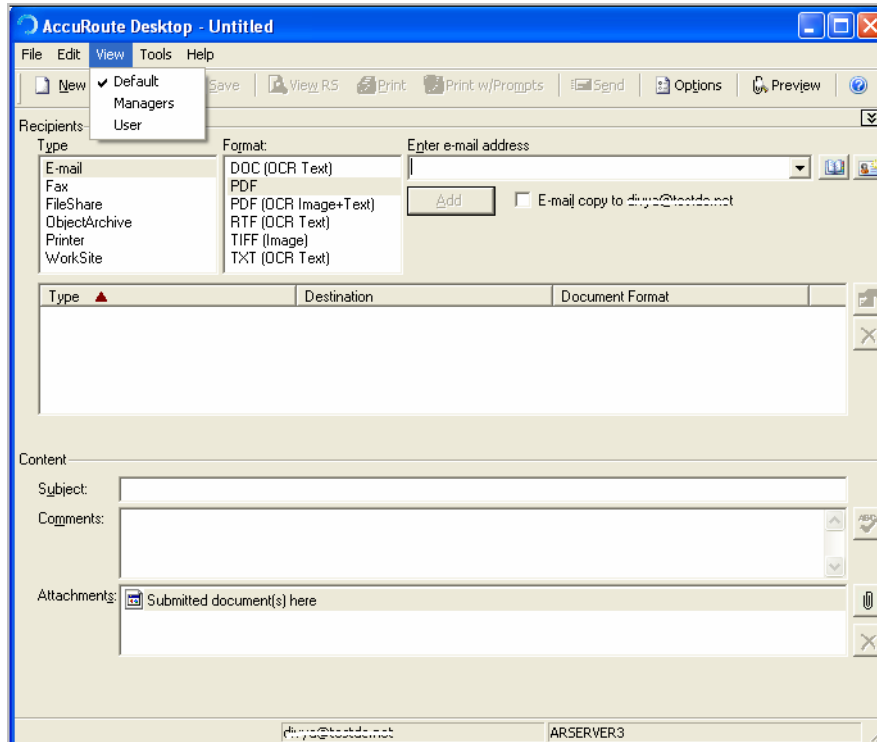 AccuRoute Desktop - Untitled
File Edit View Tools Help
New Save View RS Print Print w/Prompts Send Options Preview
Default
Managers
User
Recipients
Type Format: Enter e-mail address
E-mail DOC (OCR Text)
Fax PDF
FileShare PDF (OCR Image+Text) Add E-mail copy to
ObjectArchive RTF (OCR Text)
Printer TIFF (Image)
WorkSite TXT (OCR Text)
Type Destination Document Format
Content
Subject:
Comments:
ABC
Attachments: Submitted document(s) here
ARSERVER3